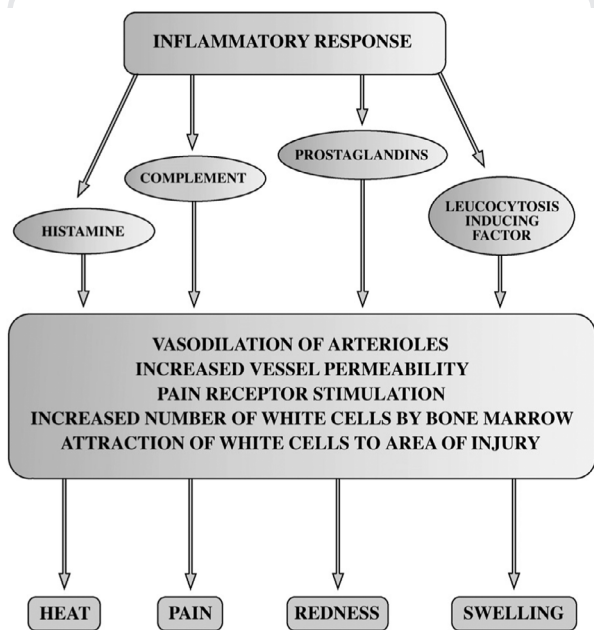 INFLAMMATORY RESPONSE
PROSTAGLANDINS
COMPLEMENT
LEUCOCYTOSIS
INDUCING
FACTOR
HISTAMINE
VASODILATION OF ARTERIOLES
INCREASED VESSEL PERMEABILITY
PAIN RECEPTOR STIMULATION
INCREASED NUMBER OF WHITE CELLS BY BONE MARROW
ATTRACTION OF WHITE CELLS TO AREA OF INJURY
HEAT
PAIN
REDNESS
SWELLING